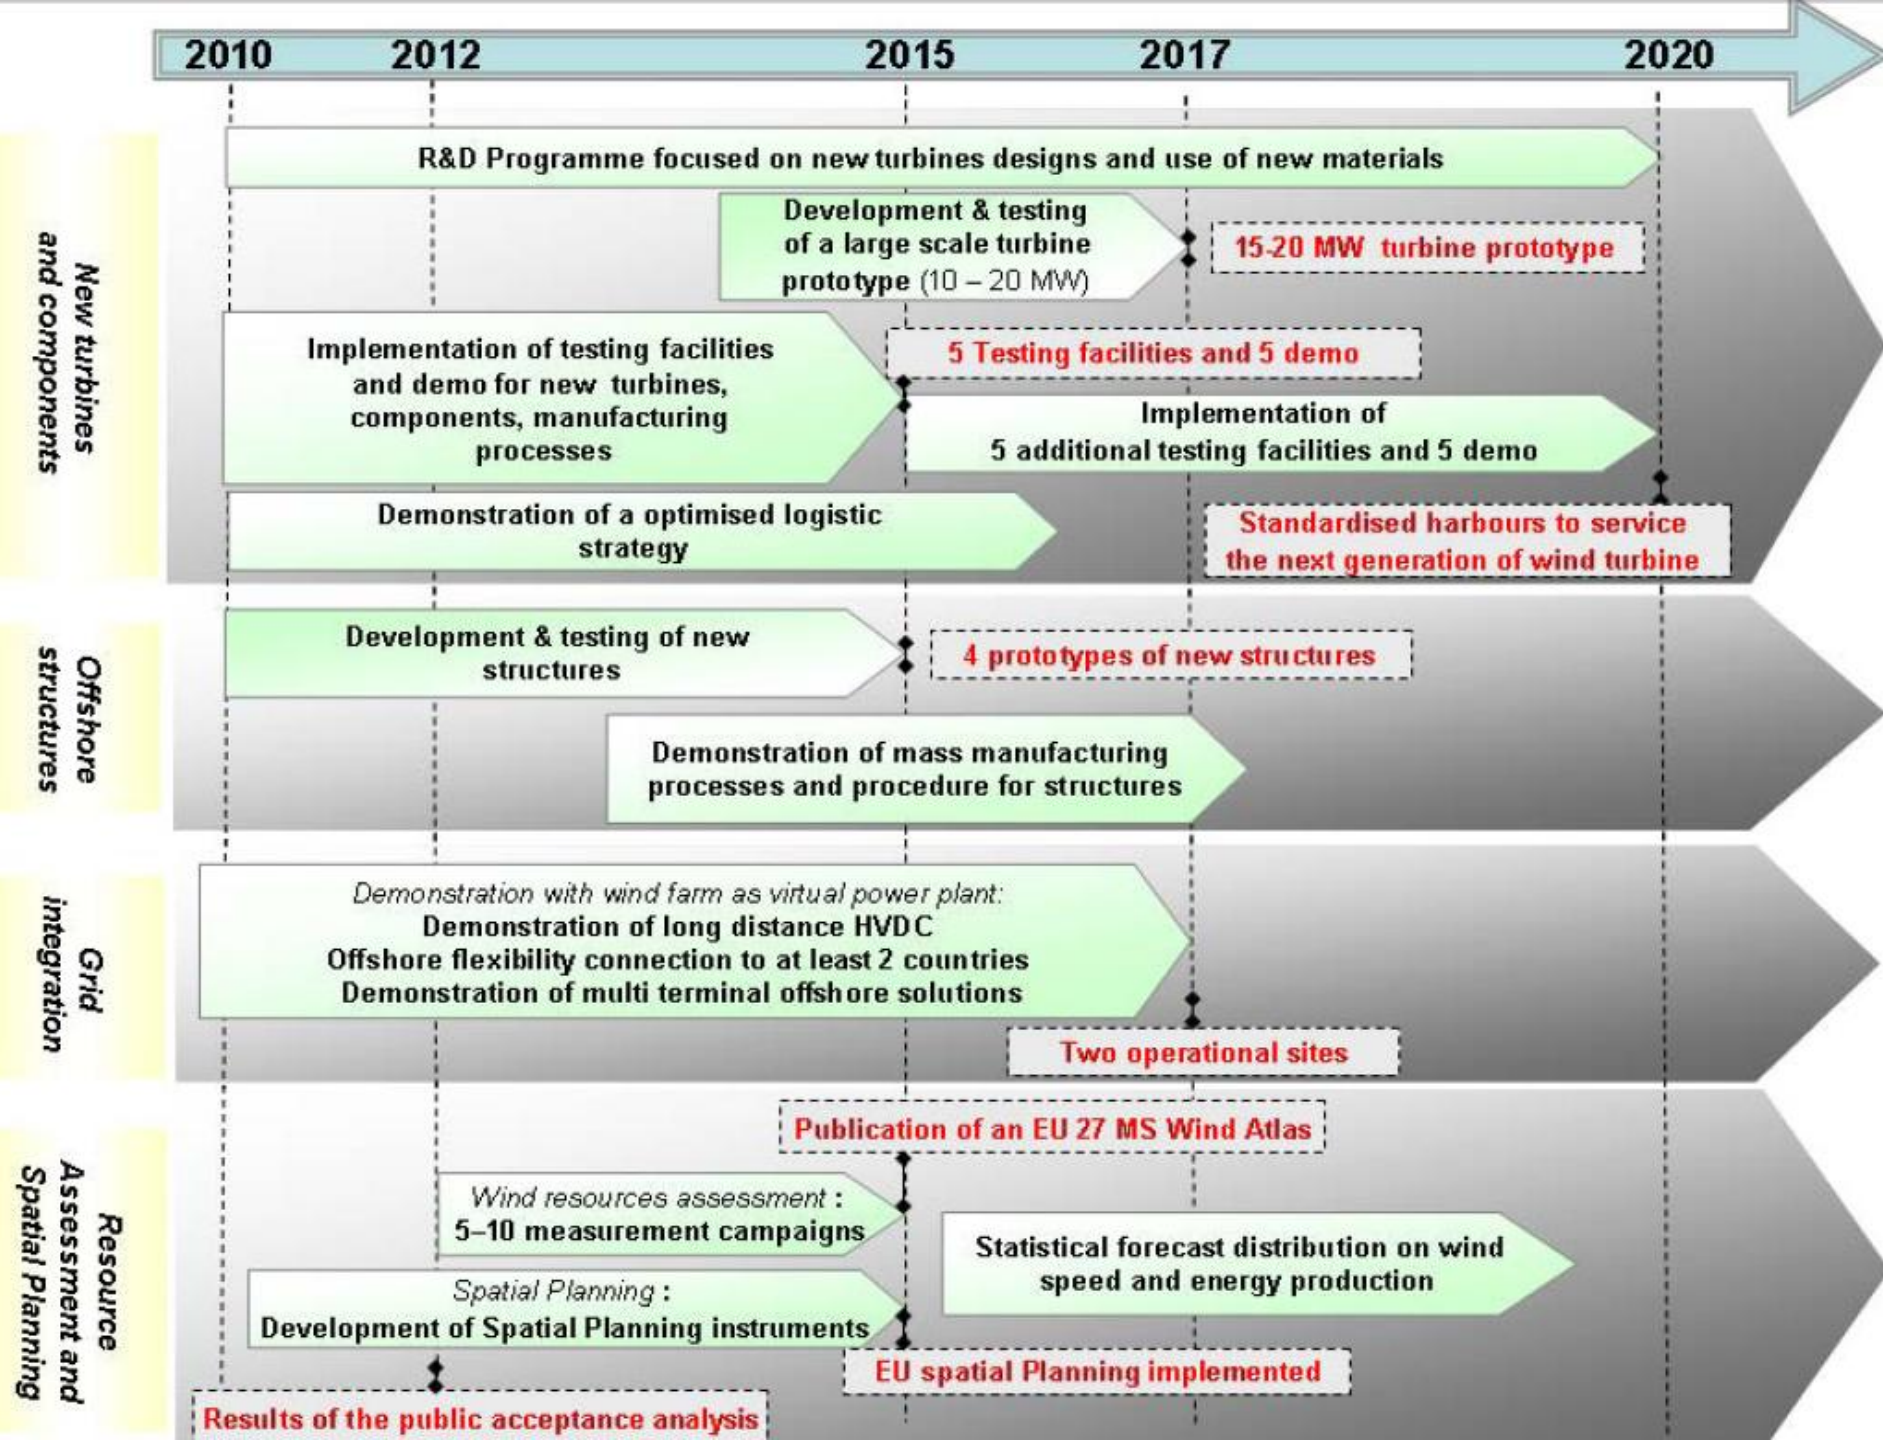 2010 2012 2015 2017 2020
New turbines
and components
R&D Programme focused on new turbines designs and use of new materials
Development & testing
of a large scale turbine
prototype (10 – 20 MW)
15-20 MW turbine prototype
Implementation of testing facilities
and demo for new turbines,
components, manufacturing
processes
5 Testing facilities and 5 demo
Implementation of
5 additional testing facilities and 5 demo
Demonstration of a optimised logistic
strategy
Standardised harbours to service
the next generation of wind turbine
Offshore
structures
Development & testing of new
structures
4 prototypes of new structures
Demonstration of mass manufacturing
processes and procedure for structures
Grid
integration
Demonstration with wind farm as virtual power plant:
Demonstration of long distance HVDC
Offshore flexibility connection to at least 2 countries
Demonstration of multi terminal offshore solutions
Two operational sites
Resource
Assessment and
Spatial Planning
Publication of an EU 27 MS Wind Atlas
Wind resources assessment :
5–10 measurement campaigns
Statistical forecast distribution on wind
speed and energy production
Spatial Planning :
Development of Spatial Planning instruments
EU spatial Planning implemented
Results of the public acceptance analysis